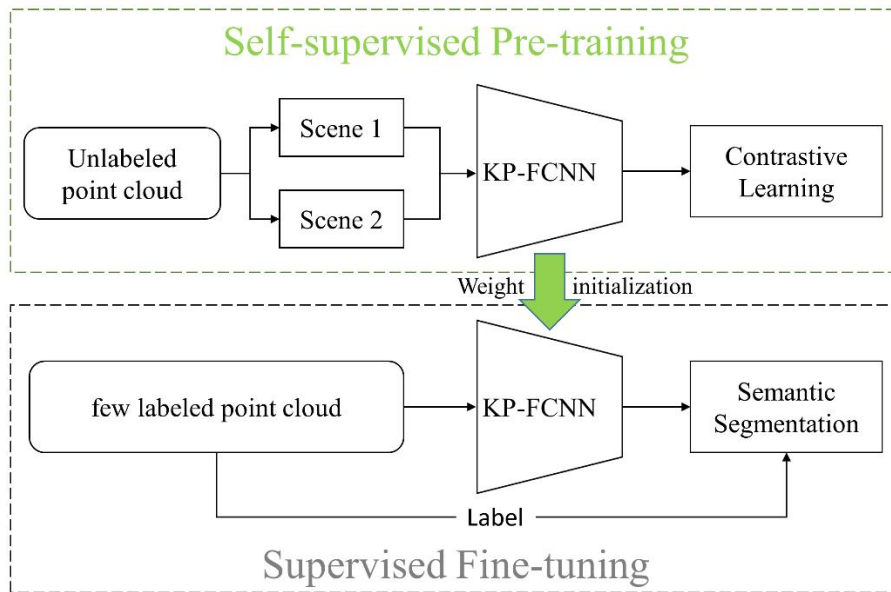 Self-supervised Pre-training
Unlabeled
point cloud
Scene 1
Scene 2
KP-FCNN
Contrastive
Learning
Weight initialization
few labeled point cloud
KP-FCNN
Semantic
Segmentation
Label
Supervised Fine-tuning